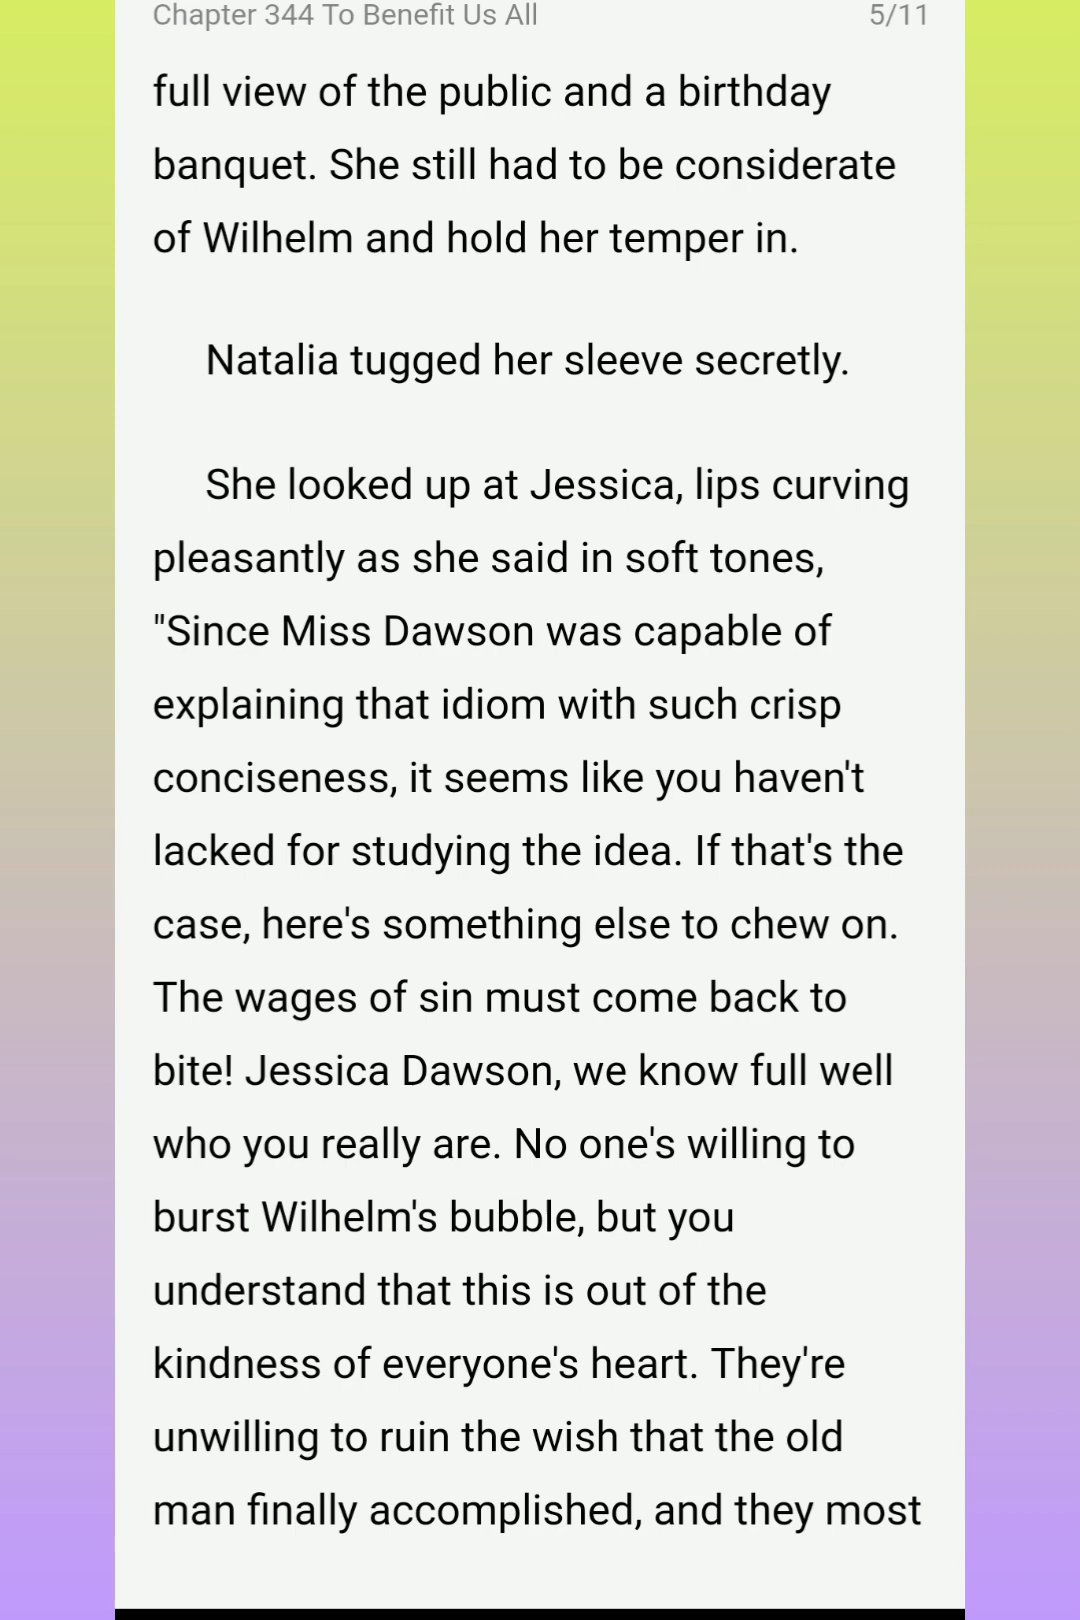 Chapter 344 To Benefit Us All
5/11
full view of the public and a birthday
banquet. She still had to be considerate
of Wilhelm and hold her temper in.
Natalia tugged her sleeve secretly.
She looked up at Jessica, lips curving
pleasantly as she said in soft tones,
"Since Miss Dawson was capable of
explaining that idiom with such crisp
conciseness, it seems like you haven't
lacked for studying the idea. If that's the
case, here's something else to chew on.
The wages of sin must come back to
bite! Jessica Dawson, we know full well
who you really are. No one's willing to
burst Wilhelm's bubble, but you
understand that this is out of the
kindness of everyone's heart. They're
unwilling to ruin the wish that the old
man finally accomplished, and they most